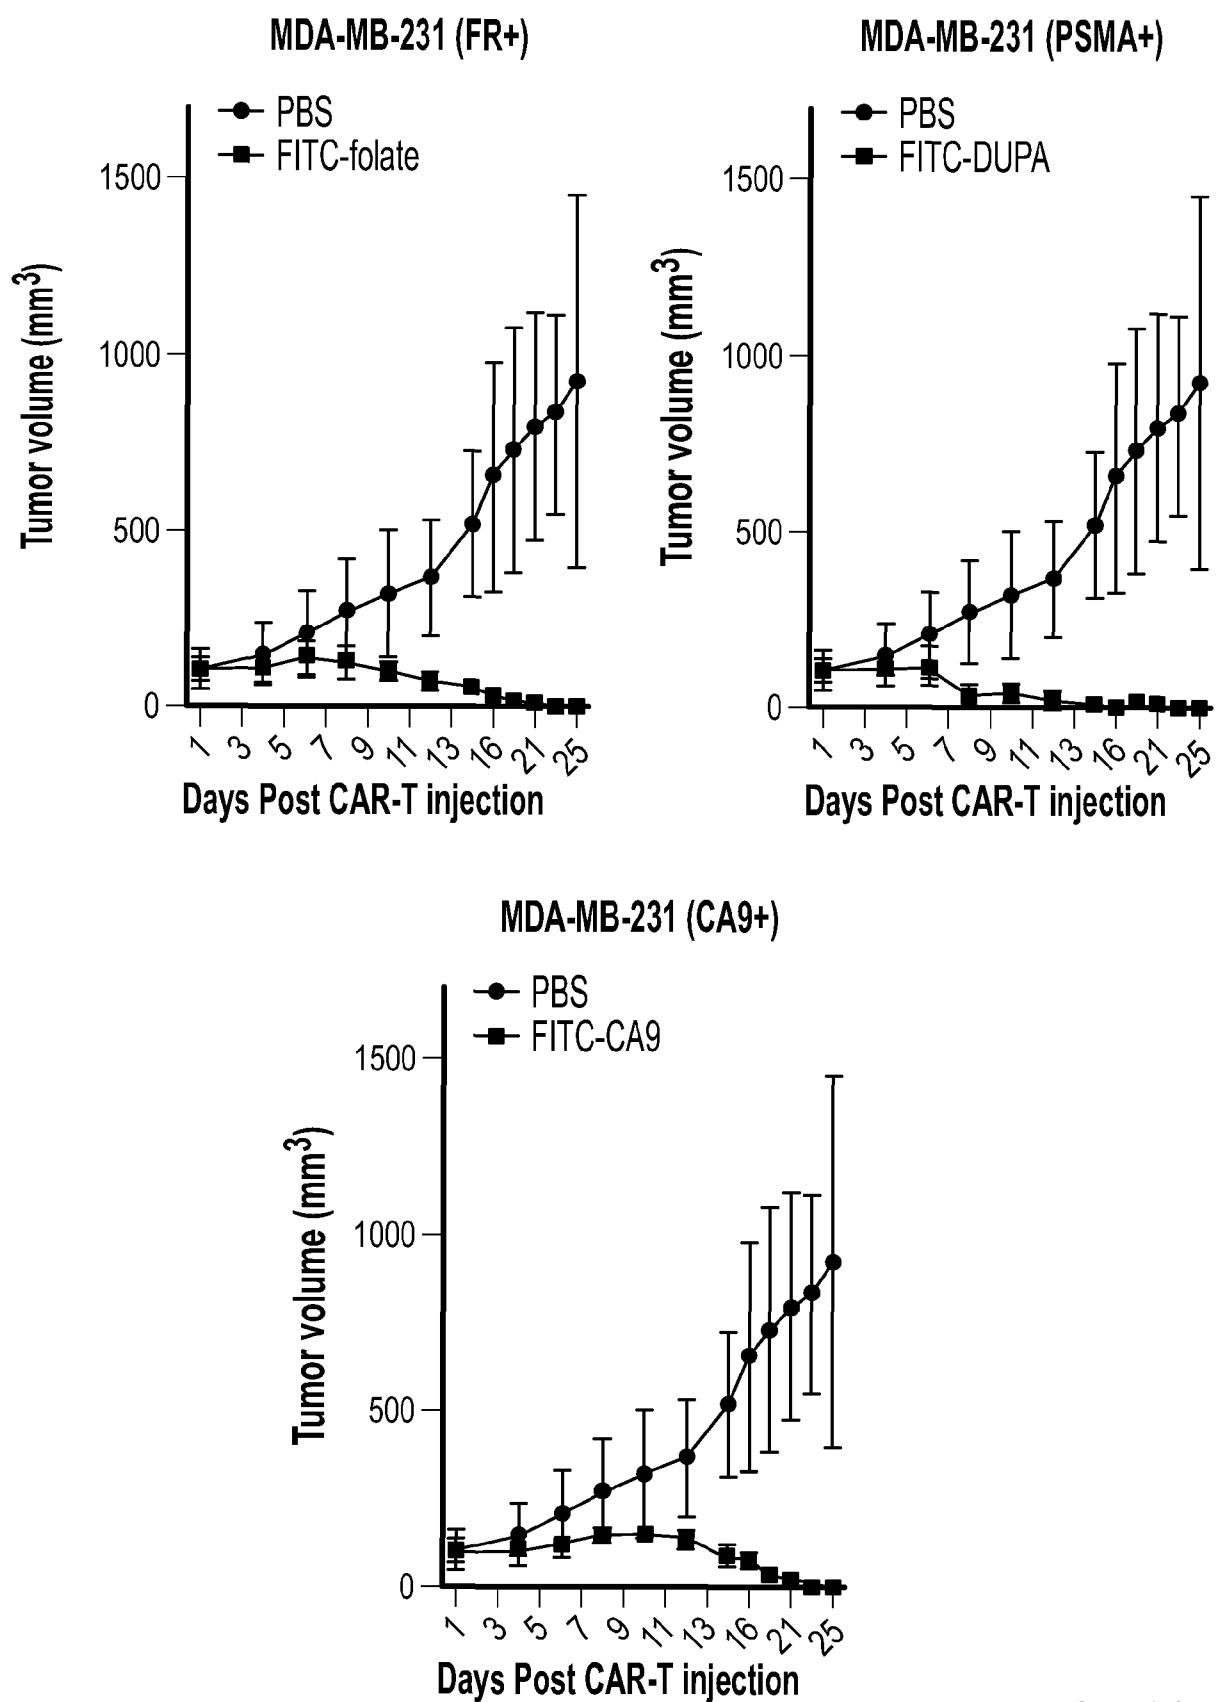 MDA-MB-231 (FR+)
PBS
FITC-folate
1500
1000
500
0
Tumor volume (mm³)
1 3 5 7 9 11 13 16 21 25
Days Post CAR-T injection
MDA-MB-231 (PSMA+)
PBS
FITC-DUPA
1500
1000
500
0
Tumor volume (mm³)
1 3 5 7 9 11 13 16 21 25
Days Post CAR-T injection
MDA-MB-231 (CA9+)
PBS
FITC-CA9
1500
1000
500
0
Tumor volume (mm³)
1 3 5 7 9 11 13 16 21 25
Days Post CAR-T injection